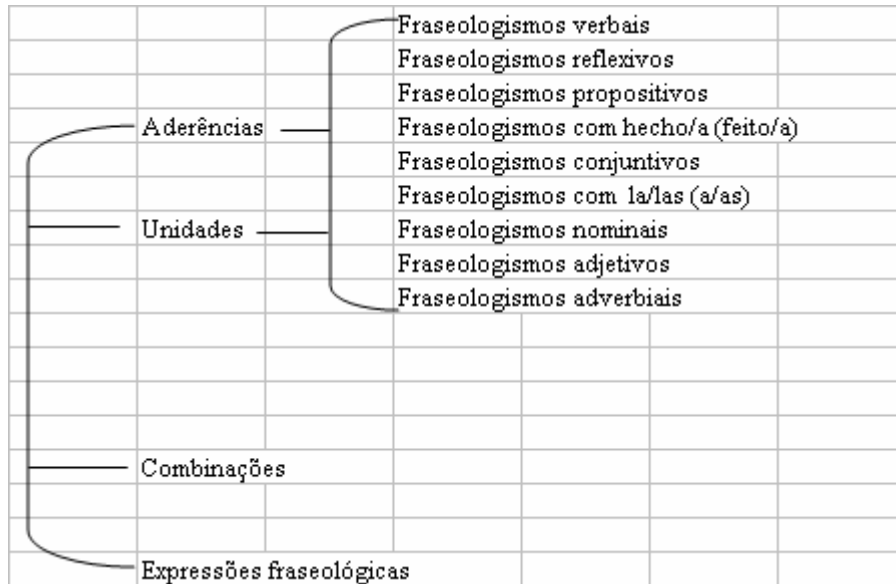 Fraseologismos verbais
Fraseologismos reflexivos
Fraseologismos propositivos
Aderências Fraseologismos com hecho/a (feito/a)
Fraseologismos conjuntivos
Fraseologismos com la/las (a/as)
Unidades Fraseologismos nominais
Fraseologismos adjetivos
Fraseologismos adverbiais
Combinações
Expressões fraseológicas